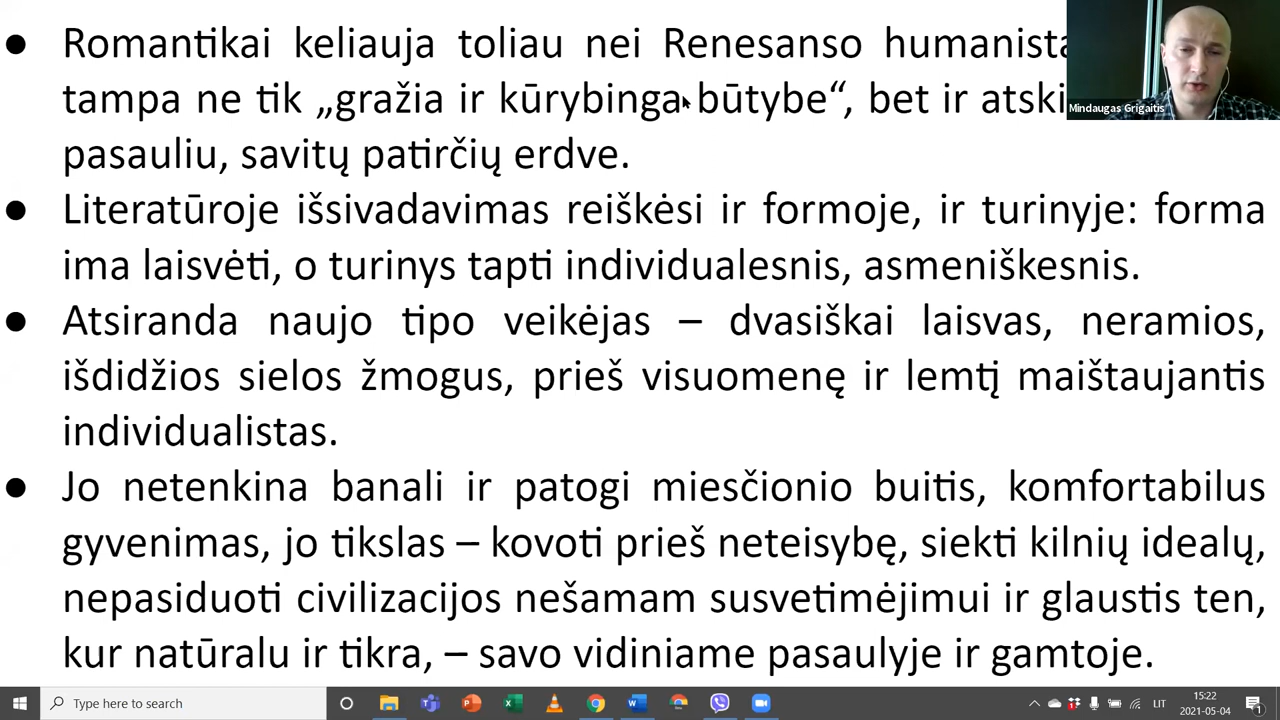 ● Romantikai keliauja toliau nei Renesanso
tampa ne tik „graži ir kūrybinga būtybe“, bet ir
pasauliu, savitų patirčių erdve.
● Literatūroje išsivadavimas reiškėsi ir formoje, ir turinyje: forma
ima laisvėti, o turinys tapti individualesnis, asmeniškesnis.
● Atsiranda naujo tipo veikėjas – dvasiškai laisvas, neramios,
išdidžios sielos žmogus, prieš visuomenę ir lemtį maištaujantis
individualistas.
● Jo netenkina banali ir patogi miesčionio buitis, komfortabilus
gyvenimas, jo tikslas – kovoti prieš neteisybę, siekti kilnių idealų,
nepasiduoti civilizacijos nešamam susvetimėjimui ir glaustis ten,
kur natūralu ir tikra, – savo vidiniame pasaulyje ir gamtoje.
Mindaugas Grigaitis
Type here to search
LIT
15:22
2021-05-04